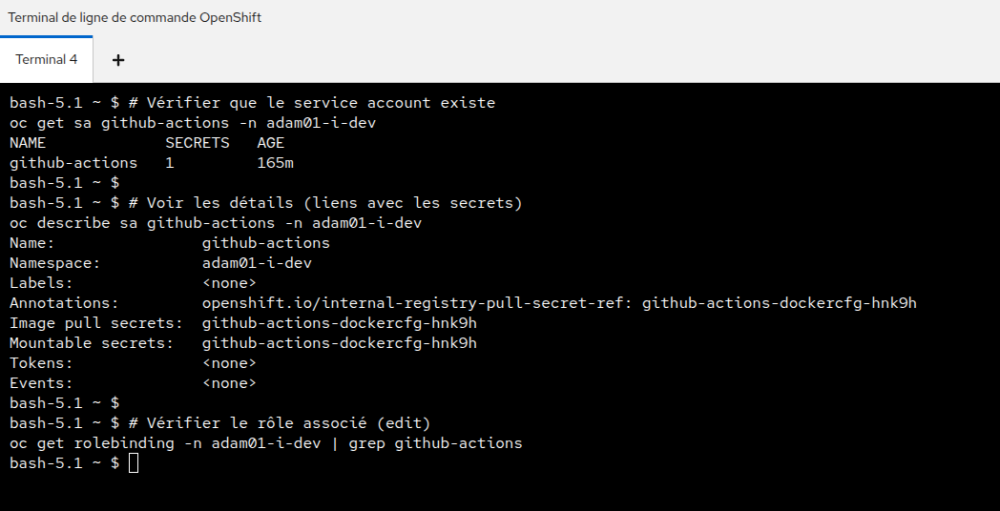 Terminal de ligne de commande OpenShift
Terminal 4 +
bash-5.1 ~ $ # Vérifier que le service account existe
oc get sa github-actions -n adam01-i-dev
NAME             SECRETS   AGE
github-actions   1         165m
bash-5.1 ~ $
bash-5.1 ~ $ # Voir les détails (liens avec les secrets)
oc describe sa github-actions -n adam01-i-dev
Name:                github-actions
Namespace:           adam01-i-dev
Labels:              <none>
Annotations:         openshift.io/internal-registry-pull-secret-ref: github-actions-dockercfg-hnk9h
Image pull secrets:  github-actions-dockercfg-hnk9h
Mountable secrets:   github-actions-dockercfg-hnk9h
Tokens:              <none>
Events:              <none>
bash-5.1 ~ $
bash-5.1 ~ $ # Vérifier le rôle associé (edit)
oc get rolebinding -n adam01-i-dev | grep github-actions
bash-5.1 ~ $